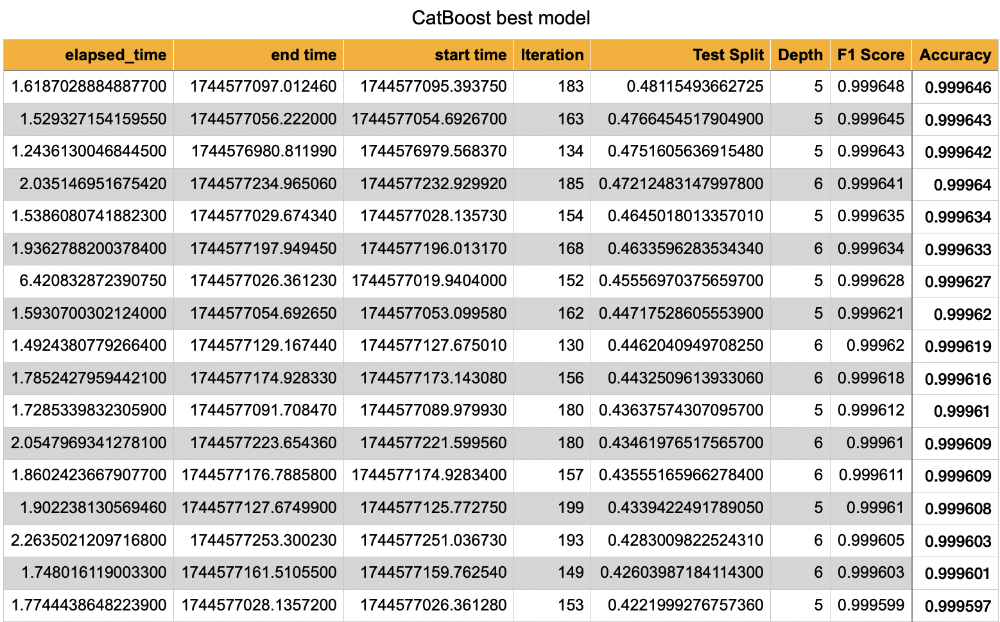 CatBoost best model
elapsed_time end time start time Iteration Test Split Depth F1 Score Accuracy
1.6187028884887700 1744577097.012460 1744577095.393750 183 0.48115493662725 5 0.999648 0.999646
1.529327154159550 1744577056.222000 1744577054.6926700 163 0.4766454517904900 5 0.999645 0.999643
1.2436130046844500 1744576980.811990 1744576979.568370 134 0.4751605636915480 5 0.999643 0.999642
2.035146951675420 1744577234.965060 1744577232.929920 185 0.47212483147997800 6 0.999641 0.99964
1.5386080741882300 1744577029.674340 1744577028.135730 154 0.4645018013357010 5 0.999635 0.999634
1.9362788200378400 1744577197.949450 1744577196.013170 168 0.4633596283534340 6 0.999634 0.999633
6.420832872390750 1744577026.361230 1744577019.9404000 152 0.45556970375659700 5 0.999628 0.999627
1.5930700302124000 1744577054.692650 1744577053.099580 162 0.44717528605553900 5 0.999621 0.99962
1.4924380779266400 1744577129.167440 1744577127.675010 130 0.4462040949708250 6 0.99962 0.999619
1.7852427959442100 1744577174.928330 1744577173.143080 156 0.4432509613933060 6 0.999618 0.999616
1.7285339832305900 1744577091.708470 1744577089.979930 180 0.43637574307095700 5 0.999612 0.99961
2.0547969341278100 1744577223.654360 1744577221.599560 180 0.43461976517565700 6 0.99961 0.999609
1.8602423667907700 1744577176.7885800 1744577174.9283400 157 0.43555165966278400 6 0.999611 0.999609
1.902238130569460 1744577127.6749900 1744577125.772750 199 0.4339422491789050 5 0.99961 0.999608
2.2635021209716800 1744577253.300230 1744577251.036730 193 0.4283009822524310 6 0.999605 0.999603
1.748016119003300 1744577161.5105500 1744577159.762540 149 0.42603987184114300 6 0.999603 0.999601
1.7744438648223900 1744577028.1357200 1744577026.361280 153 0.42219992767577360 5 0.999599 0.999597